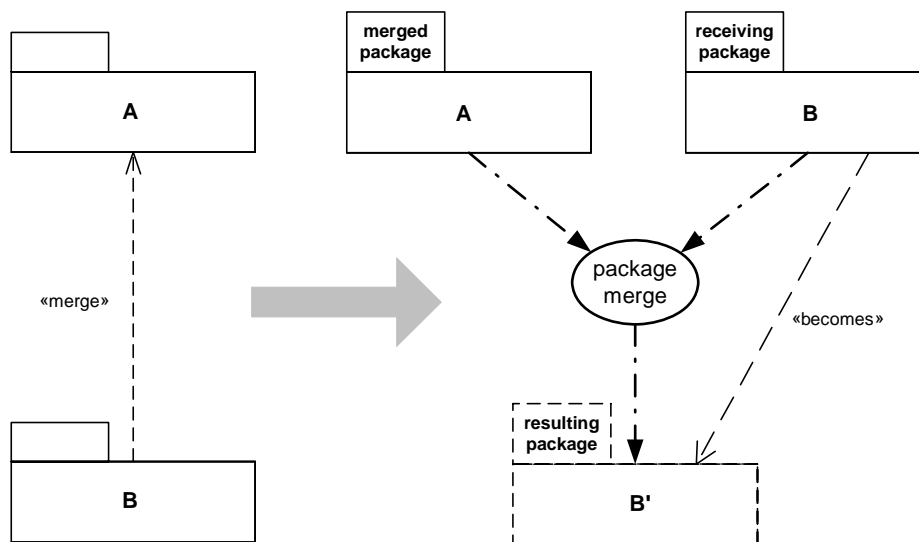 A
«merge»
B
merged
package
A
receiving
package
B
package
merge
«becomes»
resulting
package
B'